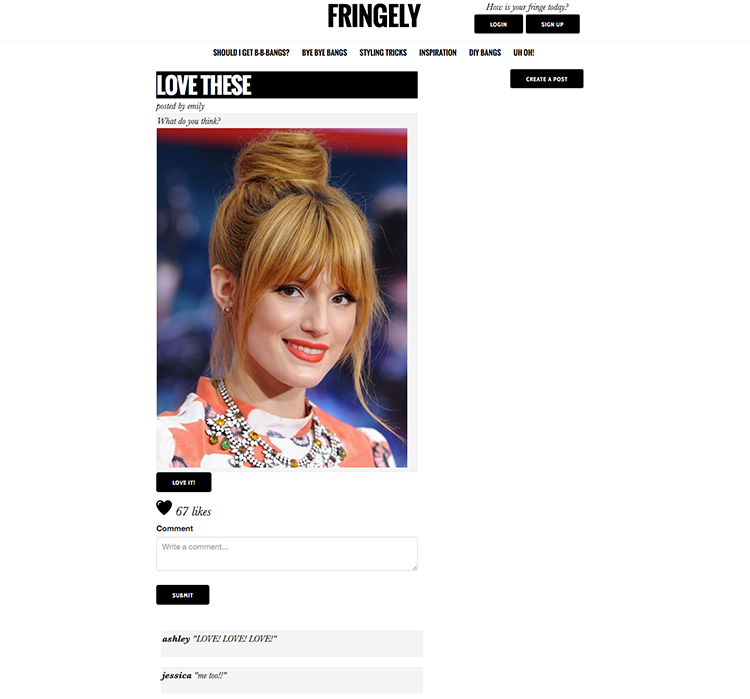 FRINGELY
How is your fringe today?
LOGIN
SIGN UP
SHOULD I GET B-B-BANGS? BYE BYE BANGS STYLING TRICKS INSPIRATION DIY BANGS UH OH!
CREATE A POST
LOVE THESE
posted by emily
What do you think?
LOVE IT!
67 likes
Comment
Write a comment...
SUBMIT
ashley "LOVE! LOVE! LOVE!"
jessica "me too!!"